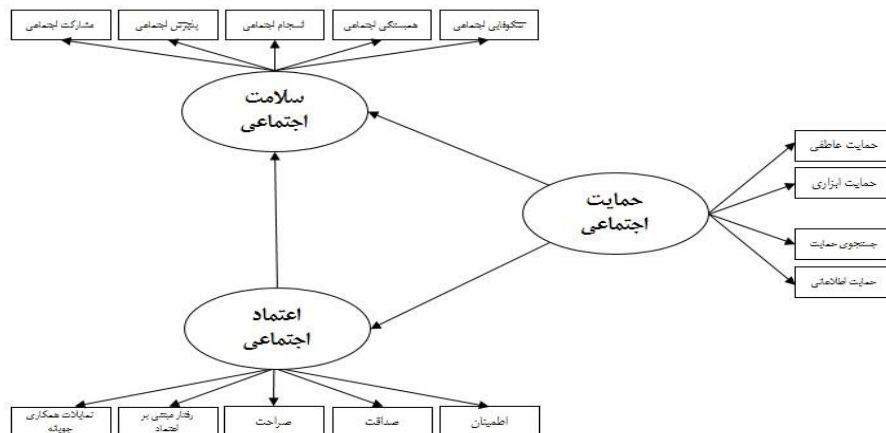 شکوفایی اجتماعی
همبستگی اجتماعی
انسجام اجتماعی
پذیرش اجتماعی
مشارکت اجتماعی
سلامت
اجتماعی
حمایت عاطفی
حمایت ابزاری
حمایت
اجتماعی
جستجوی حمایت
حمایت اطلاعاتی
اعتماد
اجتماعی
اطمینان
صداقت
صراحت
رفتار مبتنی بر
اعتماد
تمایلات همکاری
جویانه